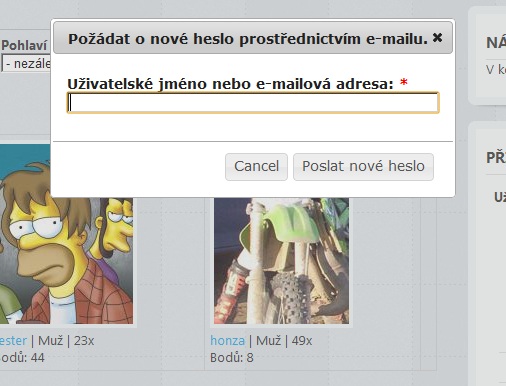 Požádat o nové heslo prostřednictvím e-mailu.
Uživatelské jméno nebo e-mailová adresa: *
Cancel
Poslat nové heslo
Pohlaví
- nezále
ester | Muž | 23x
Bodů: 44
honza | Muž | 49x
Bodů: 8
NÁ
V k
PŘ
Už